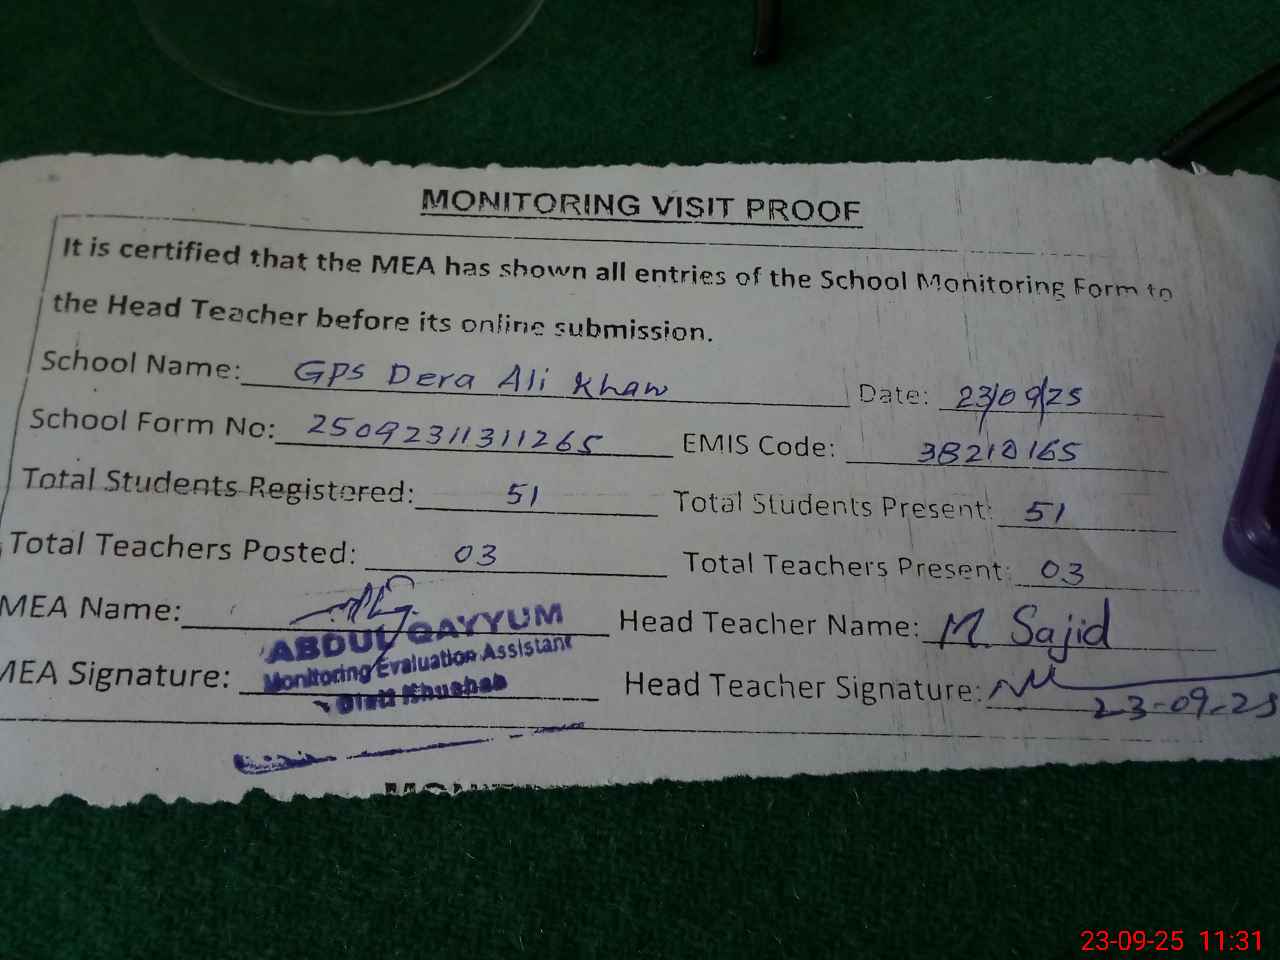 MONITORING VISIT PROOF
It is certified that the MEA has shown all entries of the School Monitoring Form to
the Head Teacher before its online submission.
School Name: GPS Dera Ali Khan Date: 23/09/25
School Form No: 25092311311265 EMIS Code: 38210165
Total Students Registered: 51 Total Students Present: 51
Total Teachers Posted: 03 Total Teachers Present: 03
MEA Name: Head Teacher Name: M. Sajid
ABDUL QAYYUM
Monitoring Evaluation Assistant
MEA Signature: Head Teacher Signature:
Distt Khushab
23-09-25
23-09-25 11:31